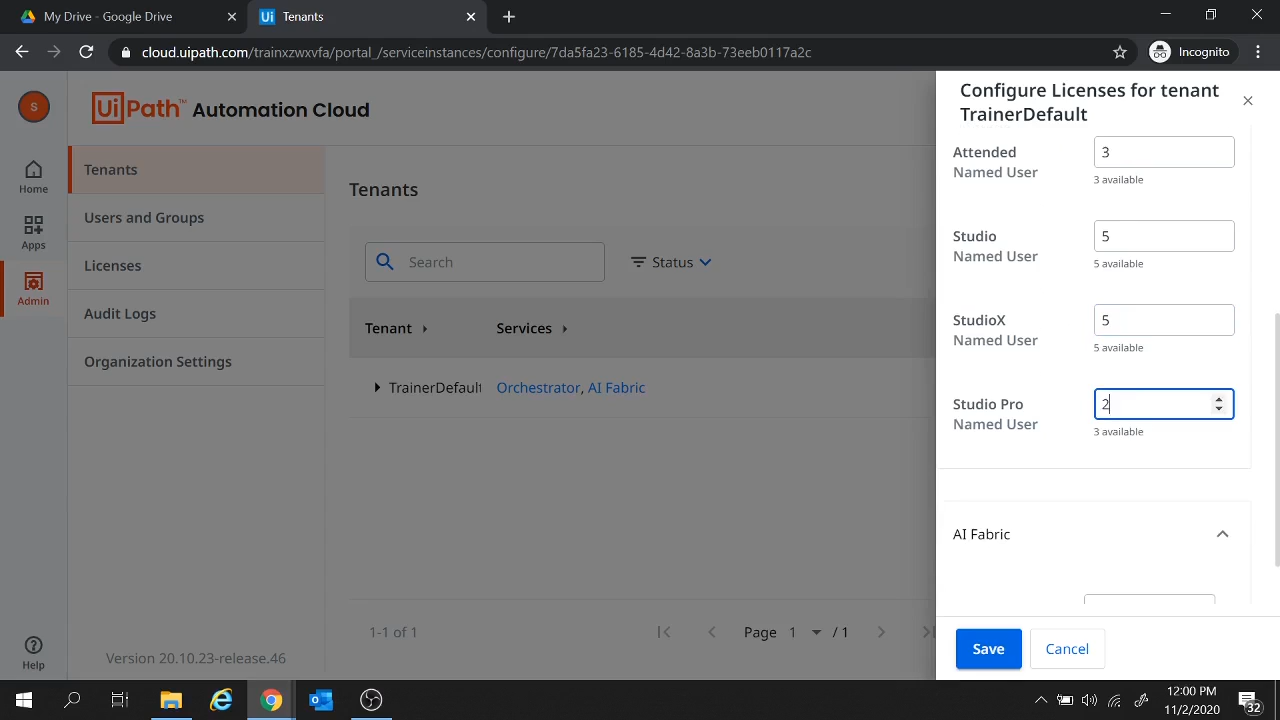 My Drive - Google Drive
Ui Tenants
cloud.uipath.com/trainxzwxvfa/portal_/serviceinstances/configure/7da5fa23-6185-4d42-8a3b-73eeb0117a2c
Incognito
S
UiPath™ Automation Cloud
Home
Apps
Admin
Help
Tenants
Users and Groups
Licenses
Audit Logs
Organization Settings
Version 20.10.23-release.46
Tenants
Search
Status
Tenant
Services
TrainerDefault
Orchestrator, AI Fabric
1-1 of 1
Page 1 / 1
Configure Licenses for tenant
TrainerDefault
Attended
Named User
3
3 available
Studio
Named User
5
5 available
StudioX
Named User
5
5 available
Studio Pro
Named User
2
3 available
AI Fabric
Save
Cancel
12:00 PM
11/2/2020
32